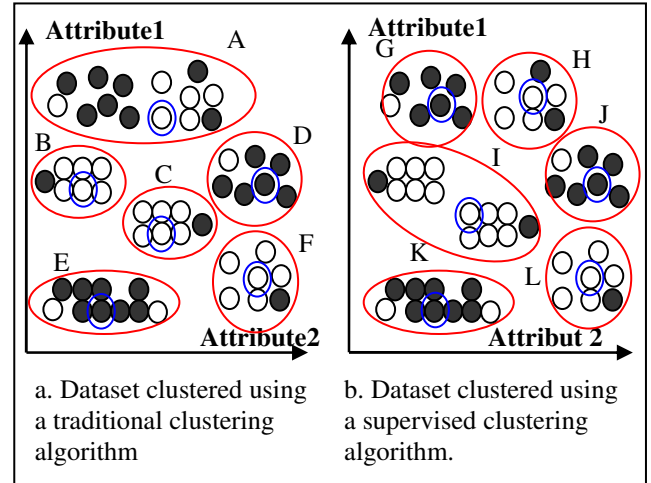 Attribute1
A
B
C
D
E
F
Attribute2
a. Dataset clustered using
a traditional clustering
algorithm
Attribute1
G
H
I
J
K
L
Attribut 2
b. Dataset clustered using
a supervised clustering
algorithm.